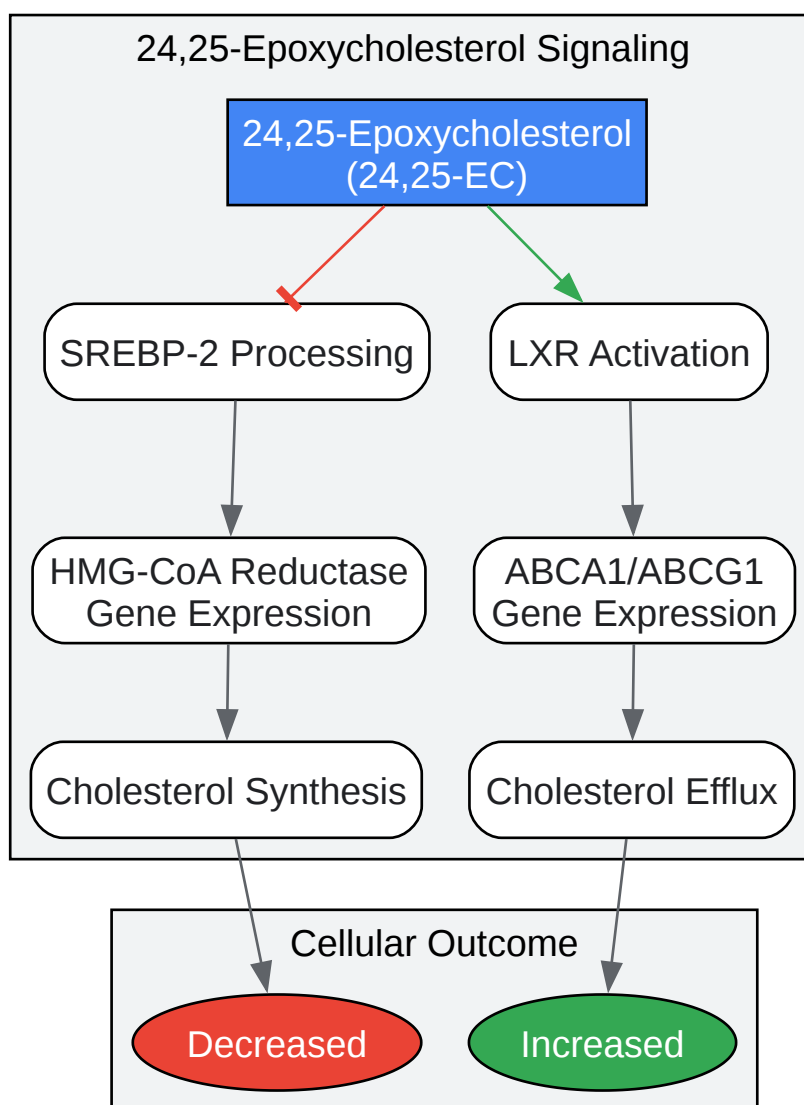 24,25-Epoxycholesterol Signaling
24,25-Epoxycholesterol
(24,25-EC)
SREBP-2 Processing
LXR Activation
HMG-CoA Reductase
Gene Expression
ABCA1/ABCG1
Gene Expression
Cholesterol Synthesis
Cholesterol Efflux
Cellular Outcome
Decreased
Increased